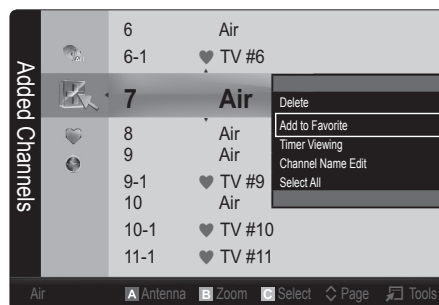 Added Channels
6 Air
6-1 ♥ TV #6
7 Air
8 Air
9 Air
9-1 ♥ TV #9
10 Air
10-1 ♥ TV #10
11-1 ♥ TV #11
Delete
Add to Favorite
Timer Viewing
Channel Name Edit
Select All
Air A Antenna B Zoom C Select Page Tools